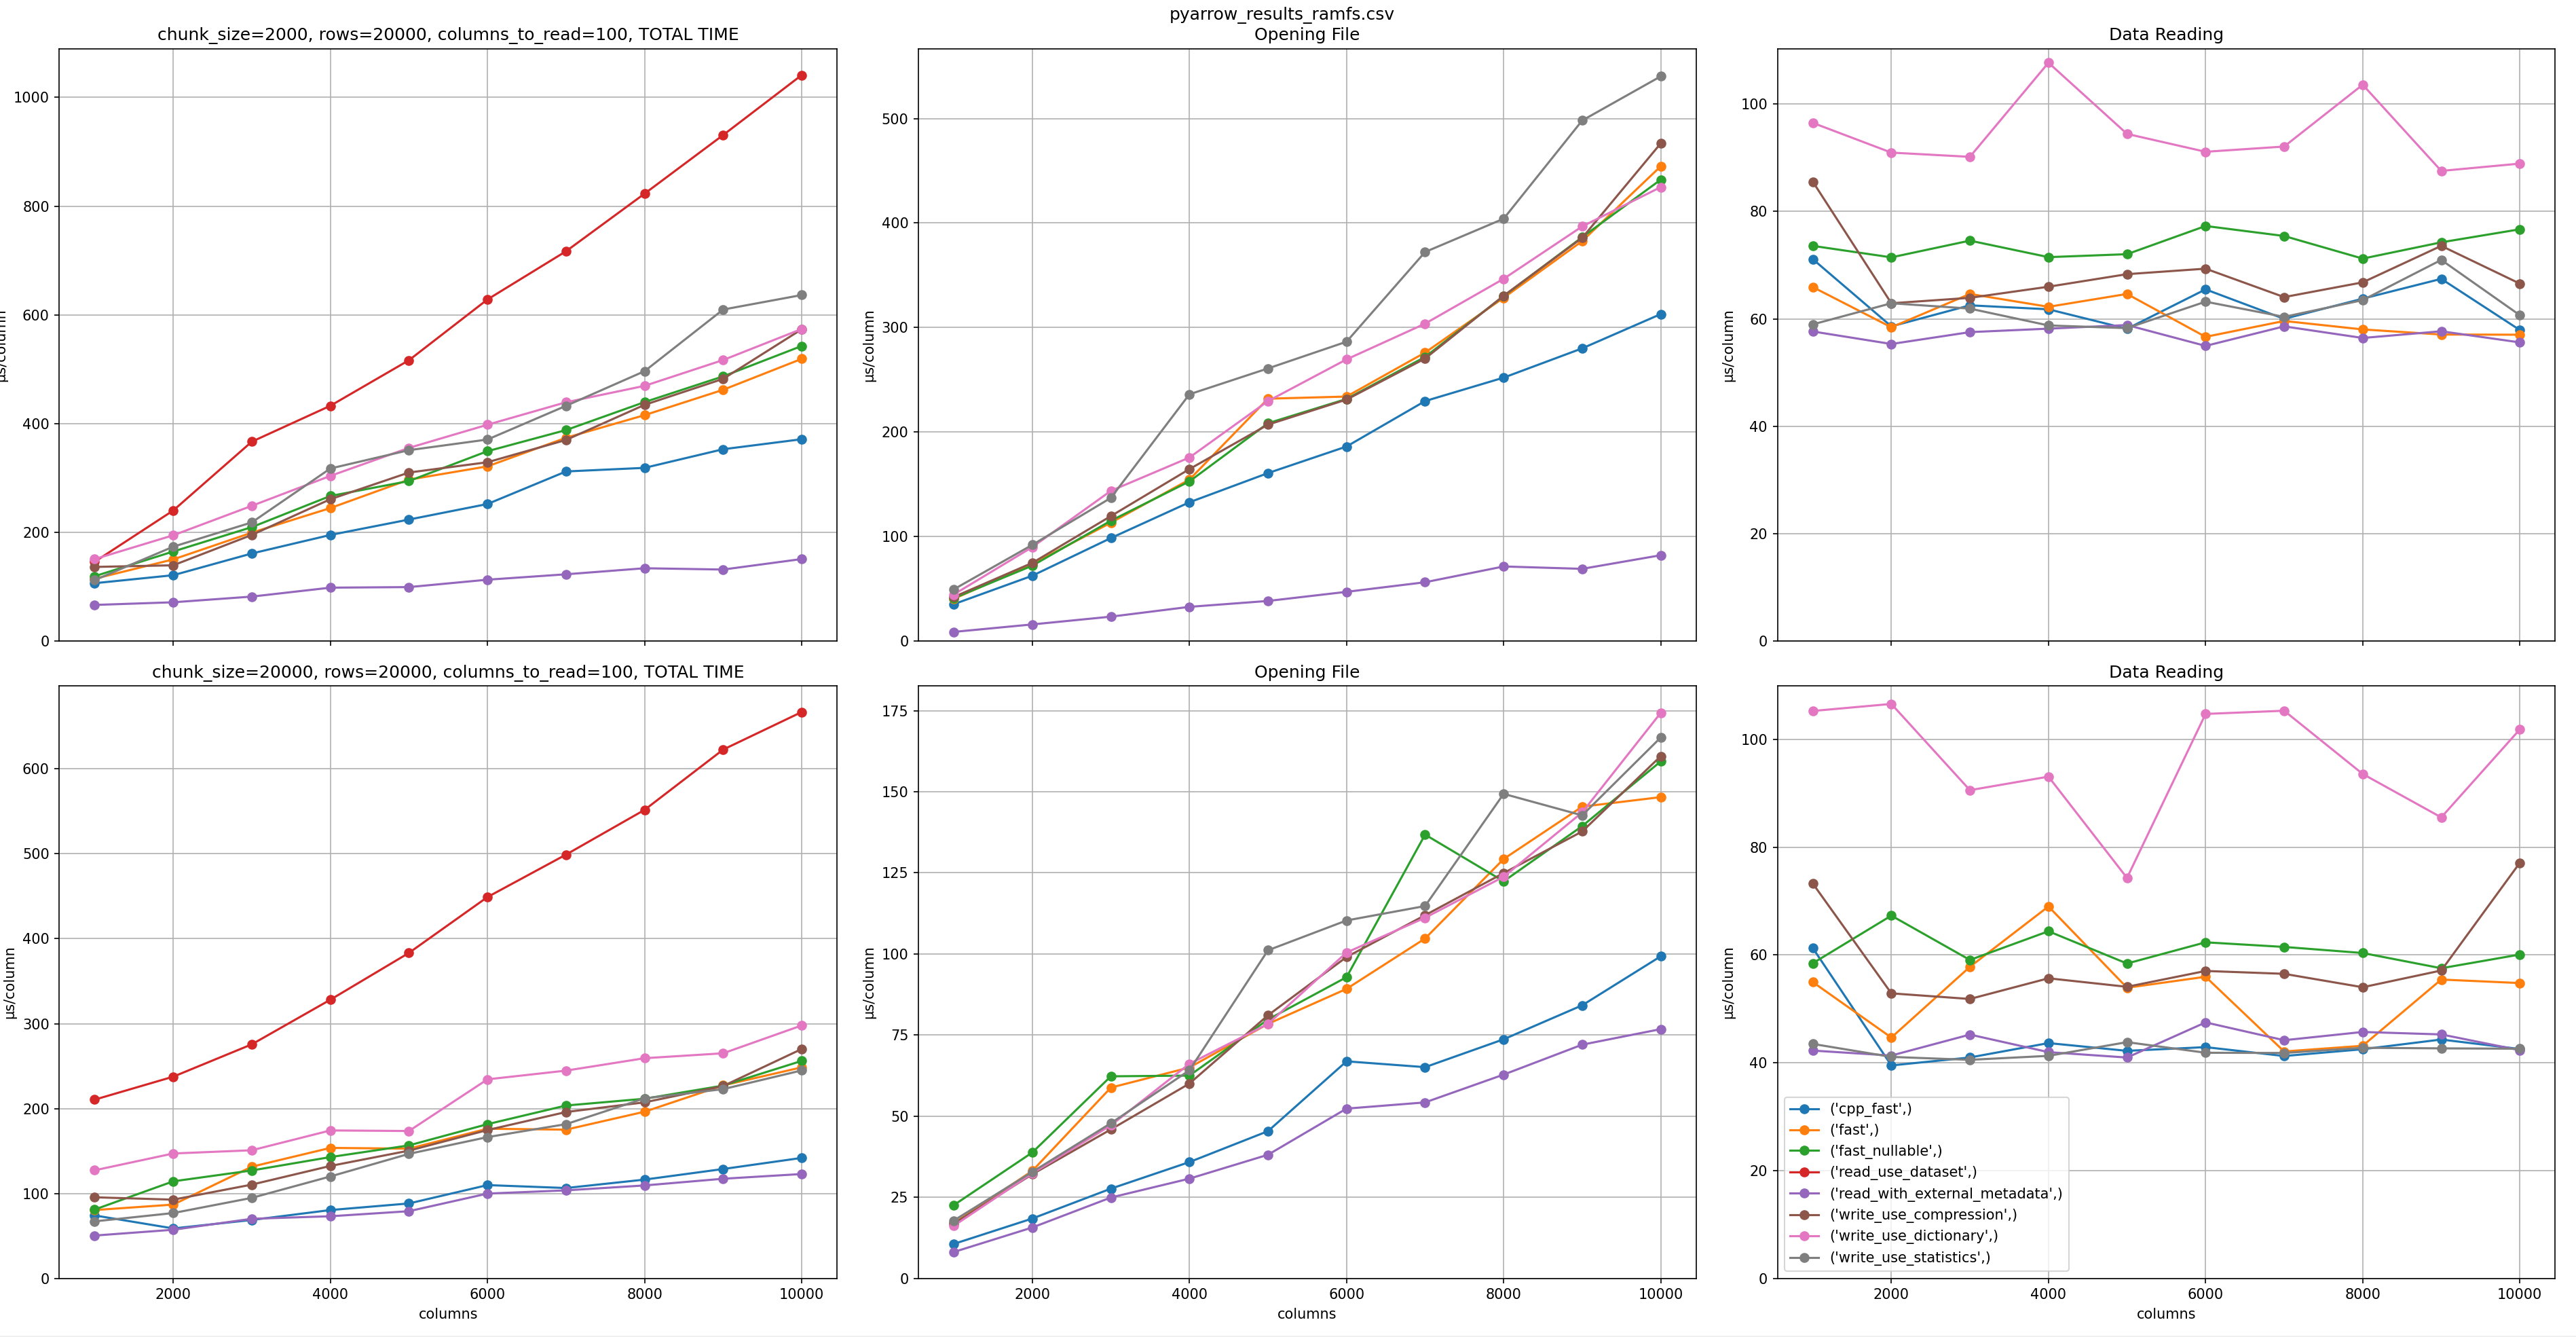 pyarrow_results_ramfs.csv
chunk_size=2000, rows=20000, columns_to_read=100, TOTAL TIME
1000
800
600
400
200
0
µs/column
Opening File
500
400
300
200
100
0
µs/column
Data Reading
100
80
60
40
20
0
µs/column
chunk_size=20000, rows=20000, columns_to_read=100, TOTAL TIME
600
500
400
300
200
100
0
µs/column
2000 4000 6000 8000 10000
columns
Opening File
175
150
125
100
75
50
25
0
µs/column
2000 4000 6000 8000 10000
columns
Data Reading
100
80
60
40
20
0
µs/column
('cpp_fast',)
('fast',)
('fast_nullable',)
('read_use_dataset',)
('read_with_external_metadata',)
('write_use_compression',)
('write_use_dictionary',)
('write_use_statistics',)
2000 4000 6000 8000 10000
columns